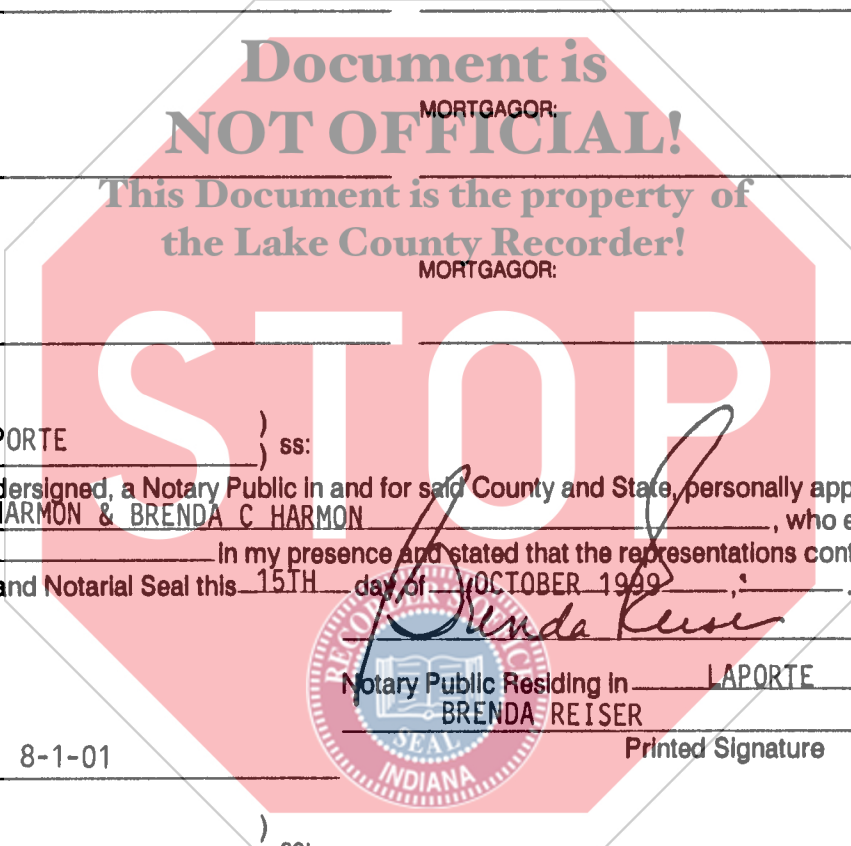 Document is
MORTGAGOR:
NOT OFFICIAL!
This Document is the property of
the Lake County Recorder!
MORTGAGOR:
STOP
PORTE ) ss:
dersigned, a Notary Public in and for said County and State, personally app
HARMON & BRENDA C HARMON , who e
in my presence and stated that the representations cont
and Notarial Seal this 15TH day of OCTOBER 1999
Brenda Reiser
Notary Public Residing in LAPORTE
BRENDA REISER
Printed Signature
8-1-01
RECORDER'S
SEAL
INDIANA
)